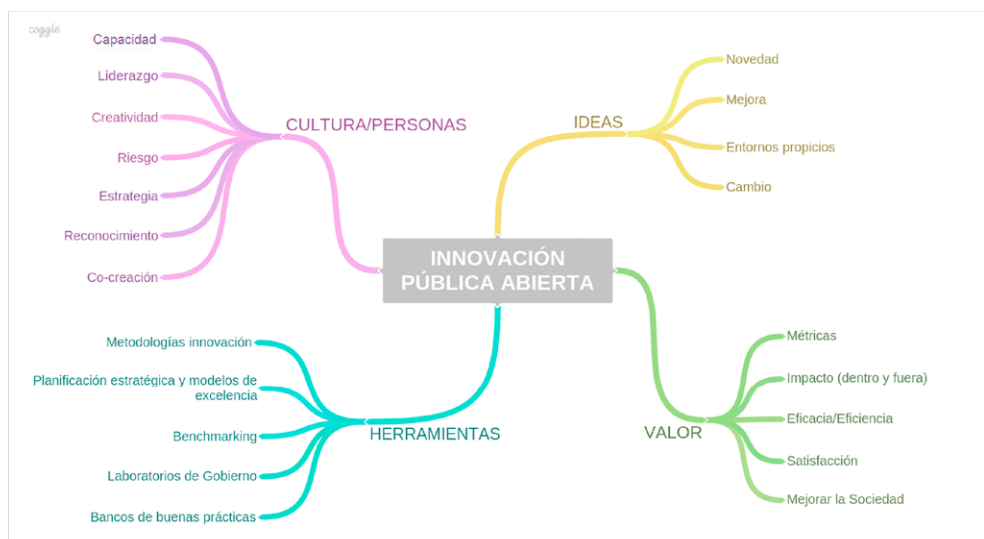 coggle
Capacidad
Liderazgo
Creatividad
Riesgo
Estrategia
Reconocimiento
Co-creación
CULTURA/PERSONAS
IDEAS
Novedad
Mejora
Entornos propicios
Cambio
INNOVACIÓN
PÚBLICA ABIERTA
Metodologías innovación
Planificación estratégica y modelos de
excelencia
Benchmarking
Laboratorios de Gobierno
Bancos de buenas prácticas
HERRAMIENTAS
VALOR
Métricas
Impacto (dentro y fuera)
Eficacia/Eficiencia
Satisfacción
Mejorar la Sociedad